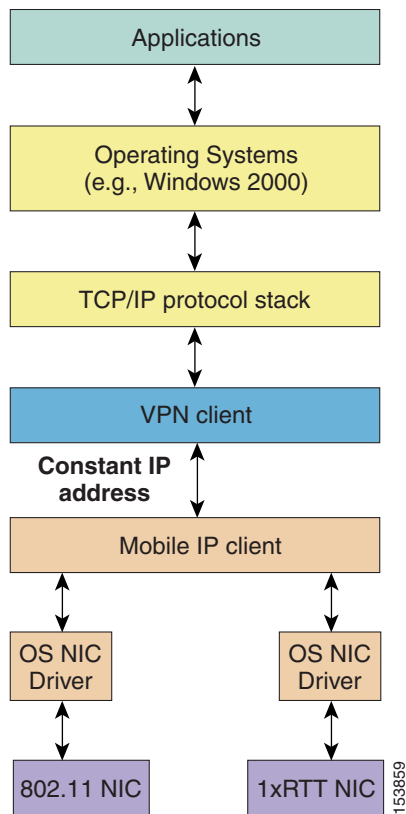 Applications
Operating Systems
(e.g., Windows 2000)
TCP/IP protocol stack
VPN client
Constant IP
address
Mobile IP client
OS NIC
Driver
OS NIC
Driver
802.11 NIC
1xRTT NIC
153859